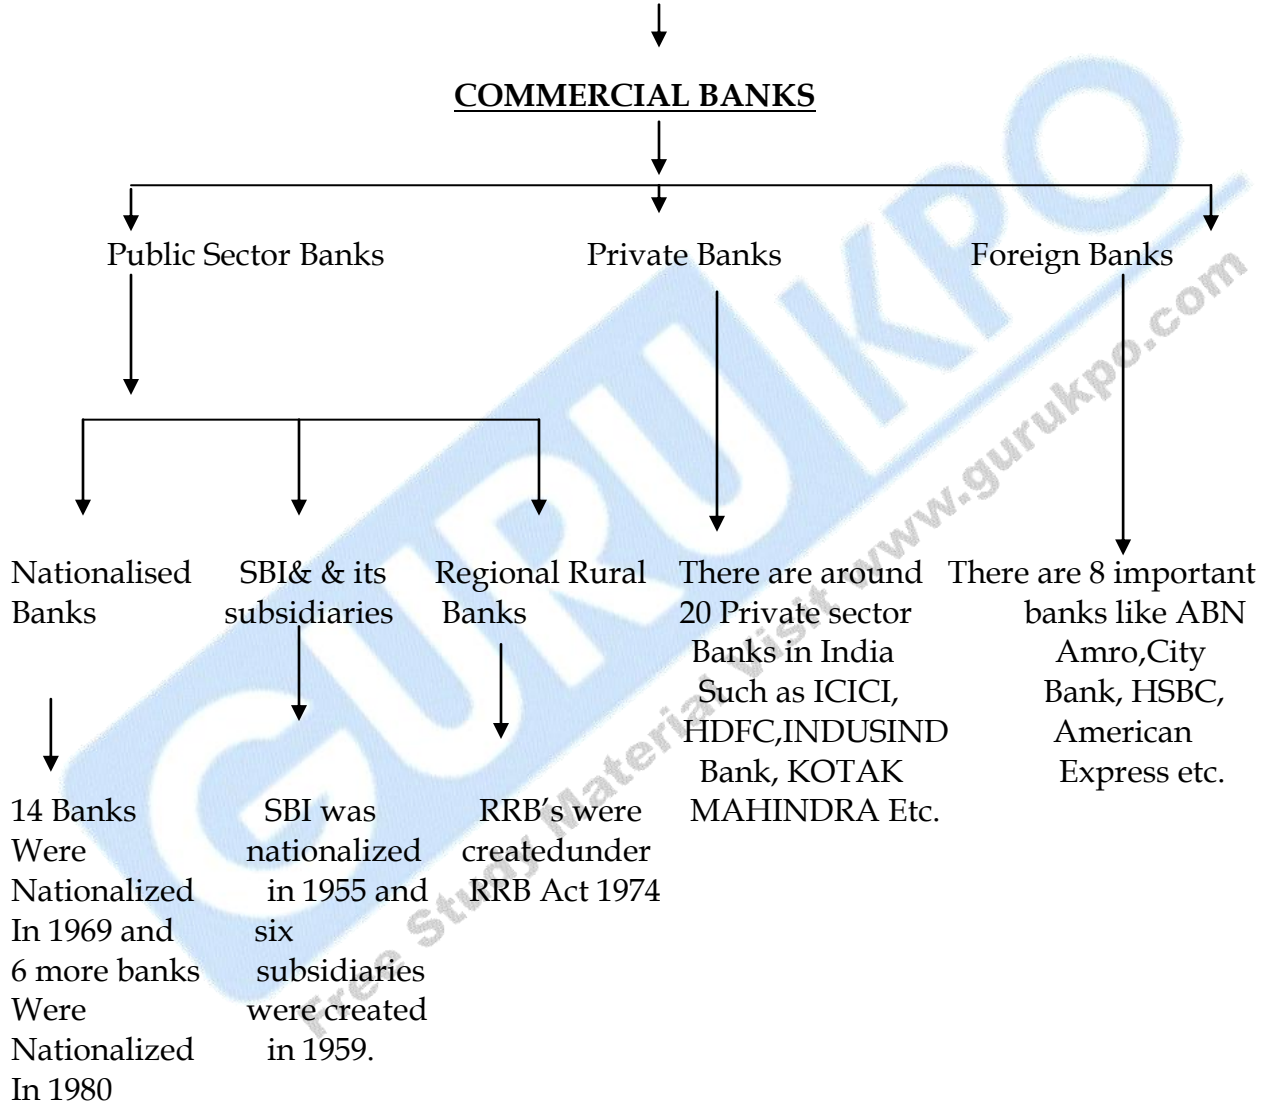 COMMERCIAL BANKS
Public Sector Banks
Private Banks
Foreign Banks
Nationalised
Banks
SBI& & its
subsidiaries
Regional Rural
Banks
There are around
20 Private sector
Banks in India
Such as ICICI,
HDFC,INDUSIND
Bank, KOTAK
MAHINDRA Etc.
There are 8 important
banks like ABN
Amro,City
Bank, HSBC,
American
Express etc.
14 Banks
Were
Nationalized
In 1969 and
6 more banks
Were
Nationalized
In 1980
SBI was
nationalized
in 1955 and
six
subsidiaries
were created
in 1959.
RRB’s were
createdunder
RRB Act 1974
GURUKPO
Free Study Material Visit www.gurukpo.com